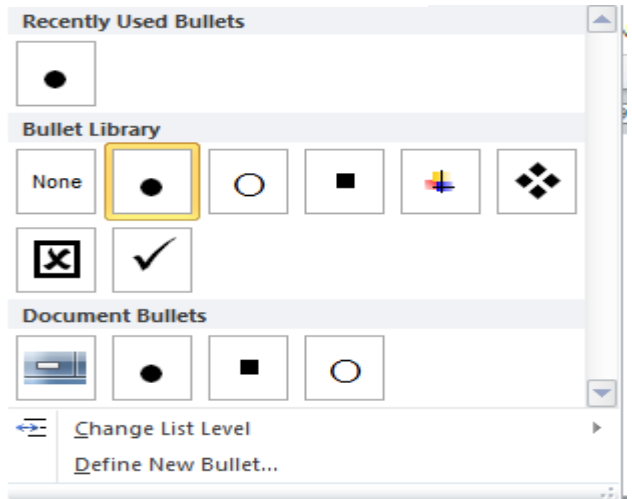 Recently Used Bullets
Bullet Library
None
Document Bullets
Change List Level
Define New Bullet...